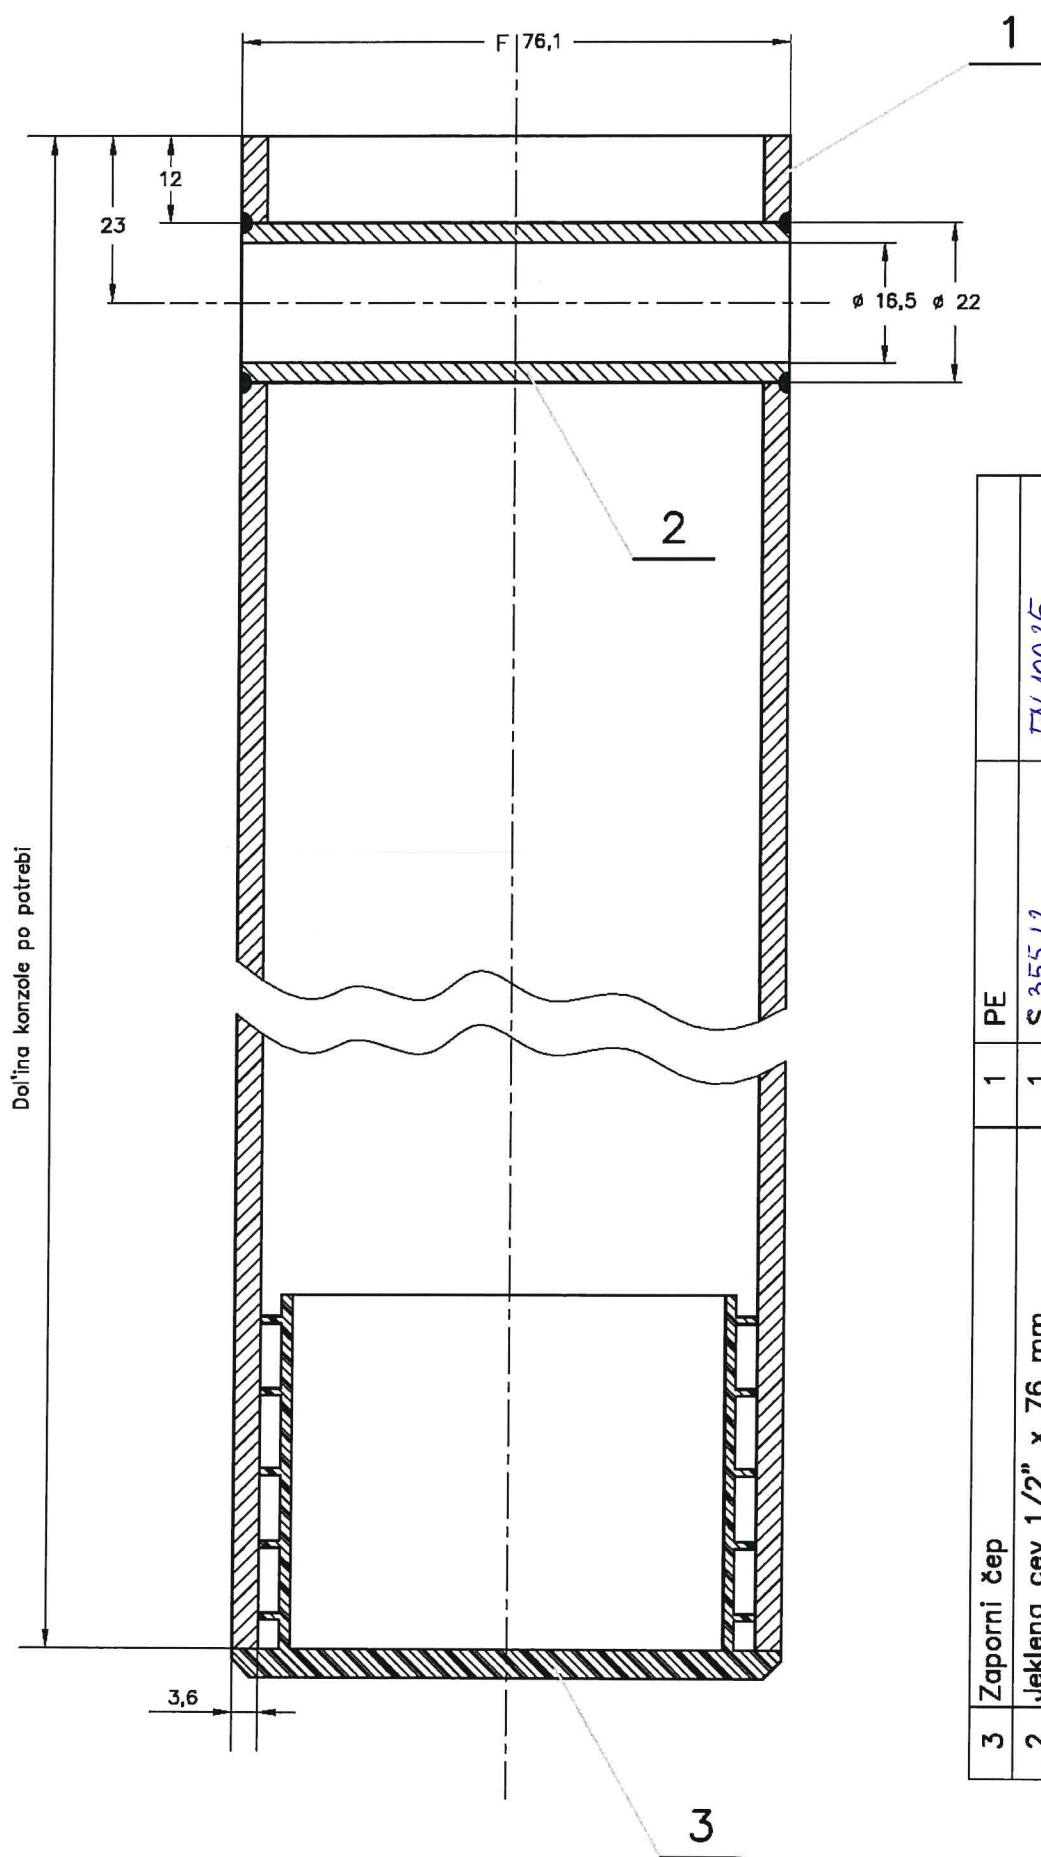 F 76,1
1
12
23
ø 16,5
ø 22
2
Dol'ina konzole po potrebi
3,6
3
3 Zaporni čep 1 PE
2 Jeklena cev 1/2" x 76 mm 1